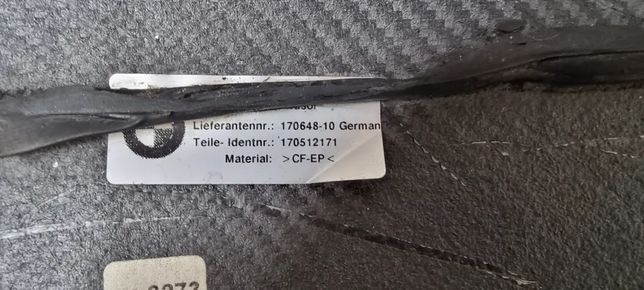 Lieferantennr.: 170648-10 German
Teile- Identnr.: 170512171
Material: >CF-EP<